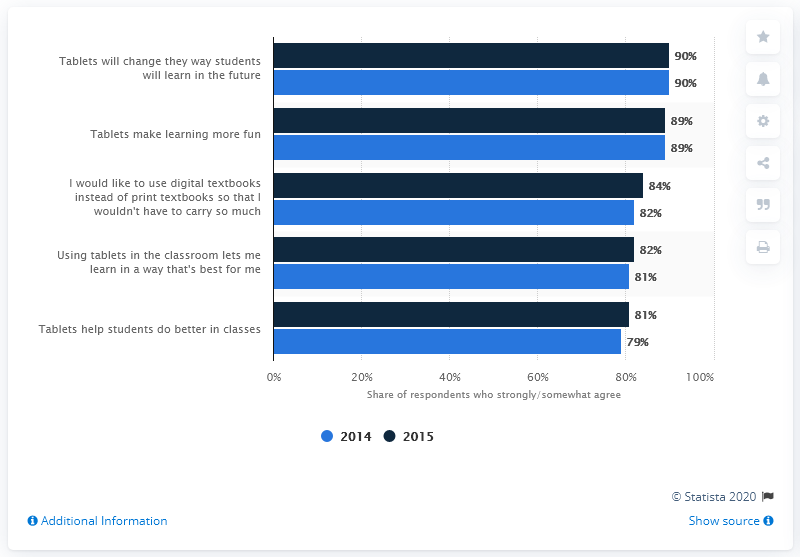 Tablets will change they way students
will learn in the future
90%
90%
Tablets make learning more fun
89%
89%
I would like to use digital textbooks
instead of print textbooks so that I
wouldn't have to carry so much
84%
82%
Using tablets in the classroom lets me
learn in a way that's best for me
82%
81%
Tablets help students do better in classes
81%
79%
0% 20% 40% 60% 80% 100%
Share of respondents who strongly/somewhat agree
2014 2015
© Statista 2020
Additional Information
Show source